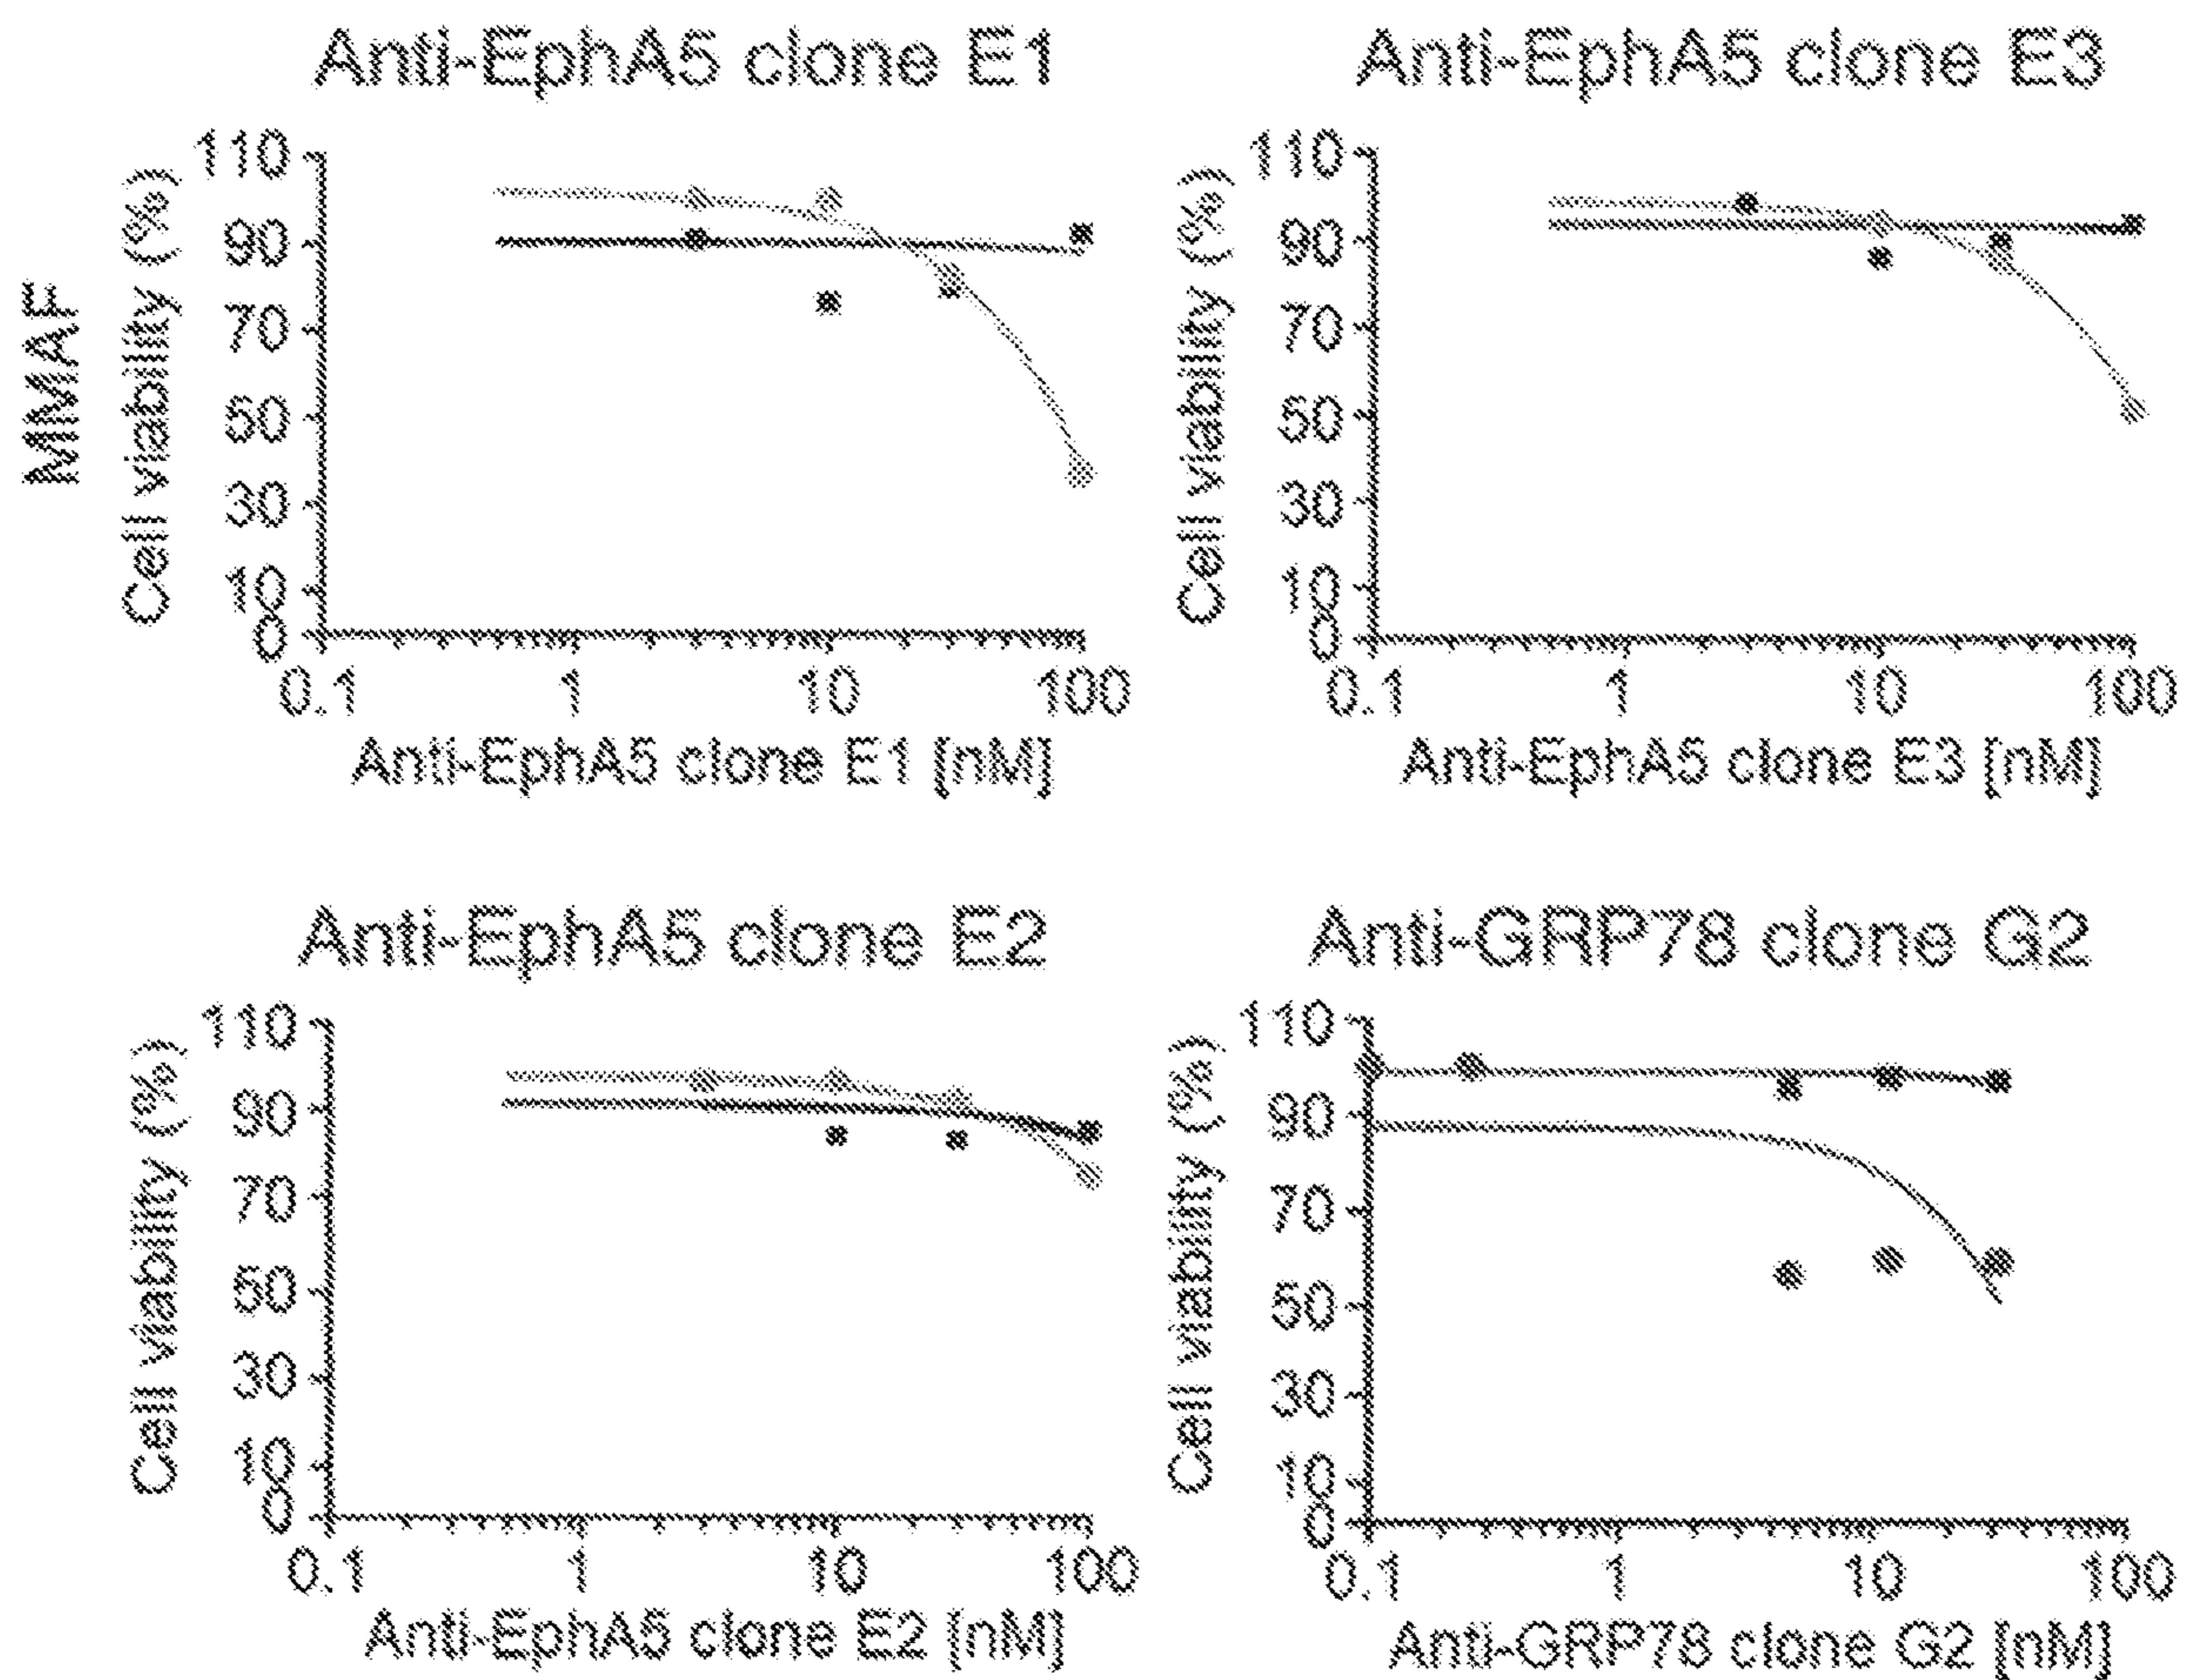 Anti-EphA5 clone E1
MMAF
Cell viability (%)
110
90
70
50
30
10
0
0.1 1 10 100
Anti-EphA5 clone E1 [nM]
Anti-EphA5 clone E3
Cell viability (%)
110
90
70
50
30
10
0
0.1 1 10 100
Anti-EphA5 clone E3 [nM]
Anti-EphA5 clone E2
Cell viability (%)
110
90
70
50
30
10
0
0.1 1 10 100
Anti-EphA5 clone E2 [nM]
Anti-GRP78 clone G2
Cell viability (%)
110
90
70
50
30
10
0
0.1 1 10 100
Anti-GRP78 clone G2 [nM]